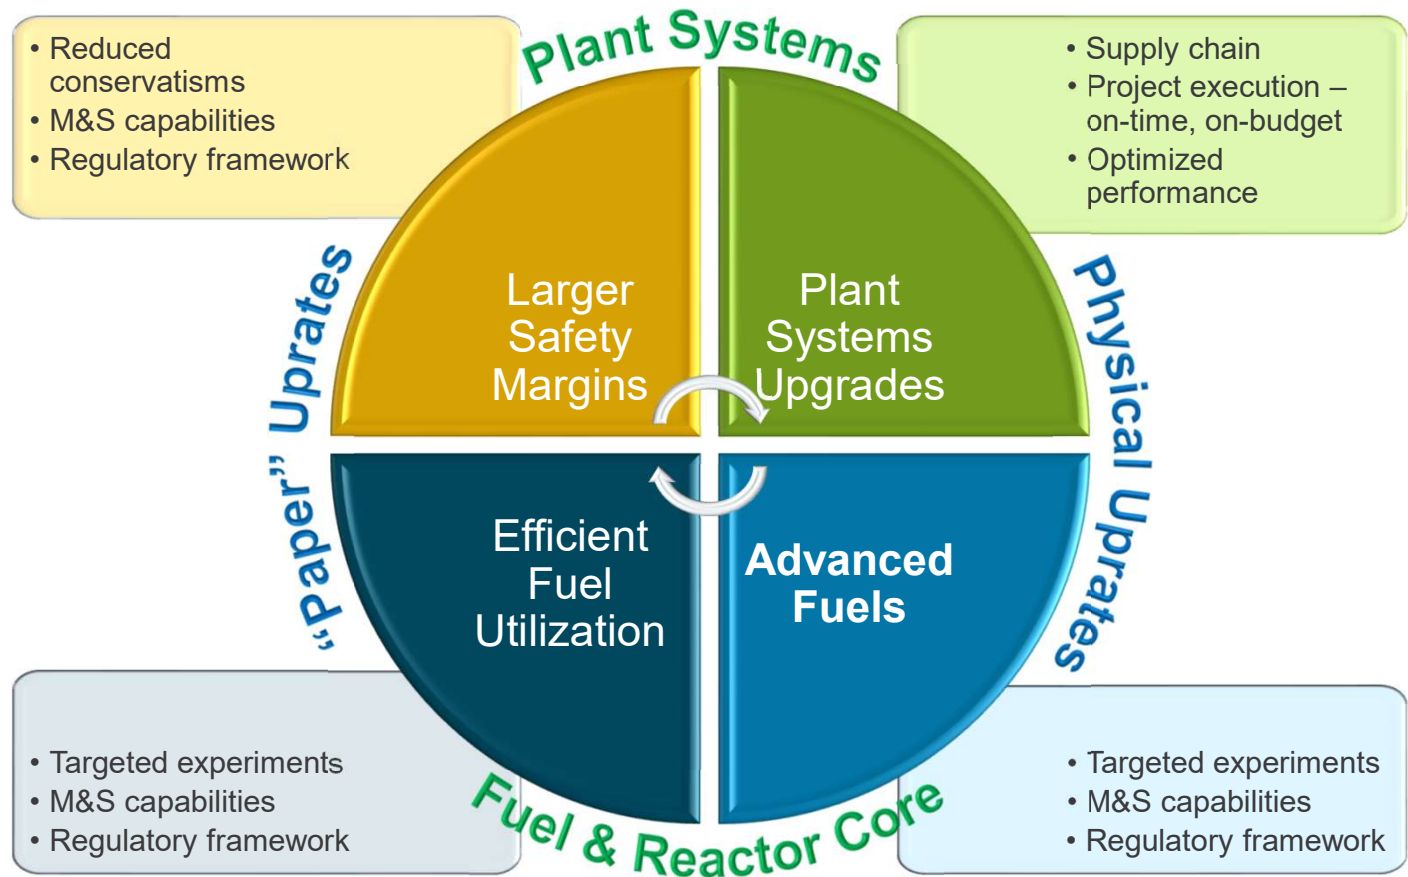 Plant Systems
• Reduced
conservatisms
• M&S capabilities
• Regulatory framework
• Supply chain
• Project execution –
on-time, on-budget
• Optimized
performance
"Paper" Uprates
Physical Uprates
Larger
Safety
Margins
Plant
Systems
Upgrades
Efficient
Fuel
Utilization
Advanced
Fuels
• Targeted experiments
• M&S capabilities
• Regulatory framework
• Targeted experiments
• M&S capabilities
• Regulatory framework
Fuel & Reactor Core